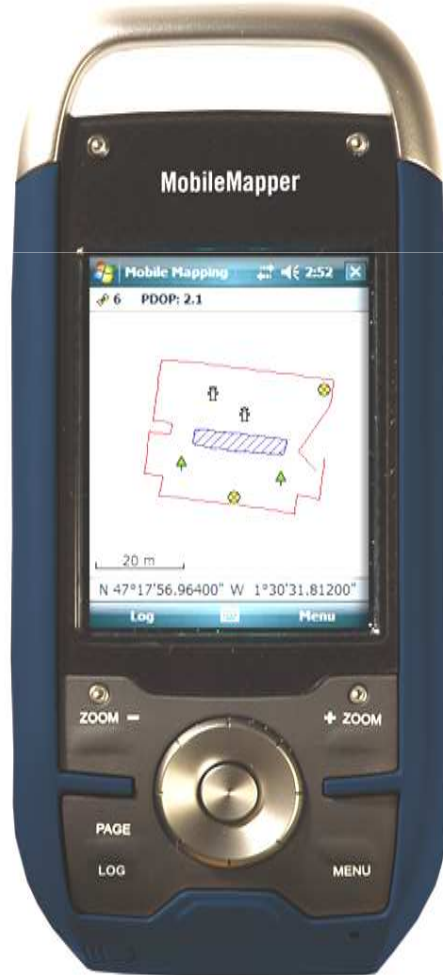 MobileMapper
Mobile Mapping 2:52
6 PDOP: 2.1
20 m
N 47°17'56.96400" W 1°30'31.81200"
Log Menu
ZOOM − + ZOOM
PAGE
LOG MENU